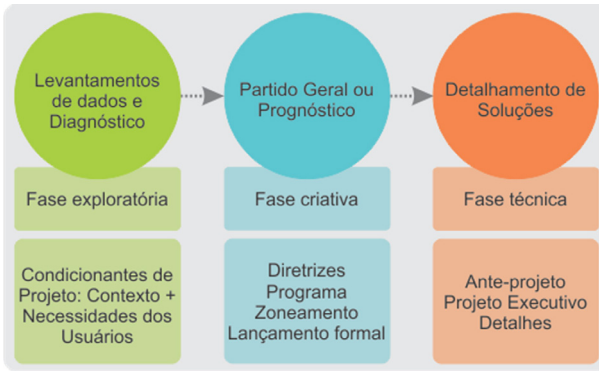 Levantamentos
de dados e
Diagnóstico
Partido Geral ou
Prognóstico
Detalhamento de
Soluções
Fase exploratória
Fase criativa
Fase técnica
Condicionantes de
Projeto: Contexto +
Necessidades dos
Usuários
Diretrizes
Programa
Zoneamento
Lançamento formal
Ante-projeto
Projeto Executivo
Detalhes